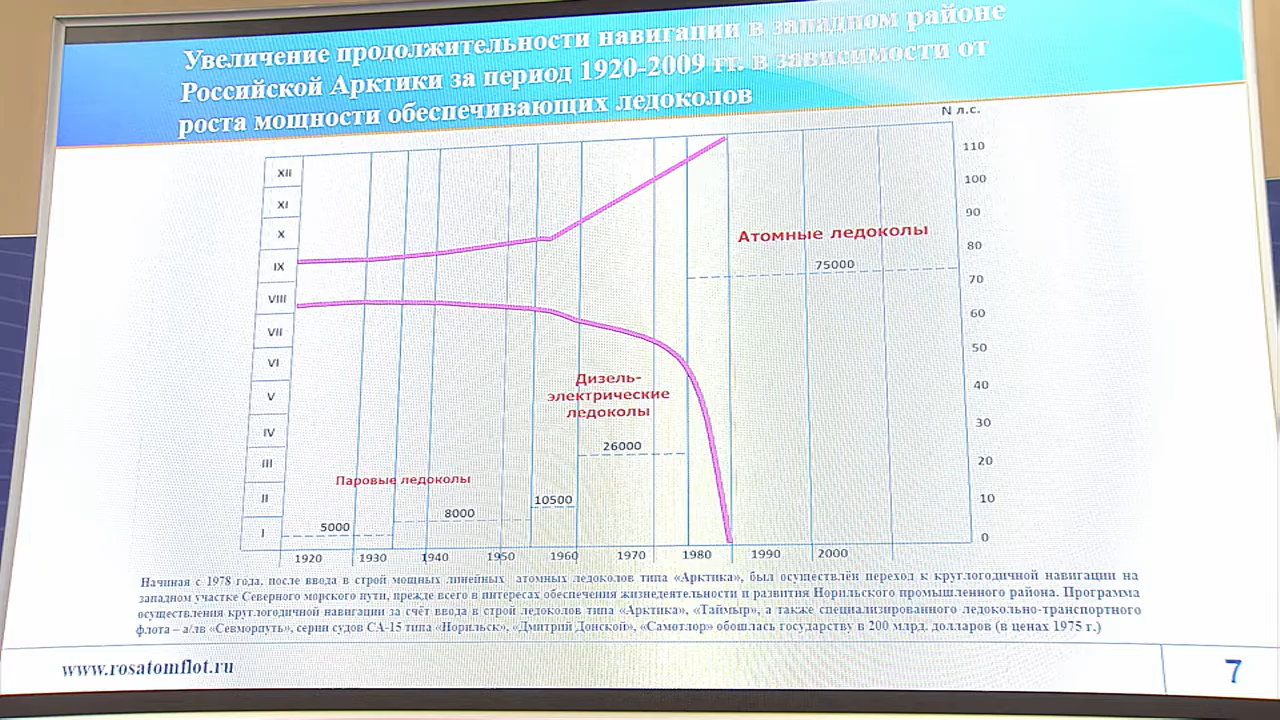 Увеличение продолжительности навигации в западном районе
Российской Арктики за период 1920-2009 гг. в зависимости от
роста мощности обеспечивающих ледоколов
N л.с.
XII
XI
X
IX
VIII
VII
VI
V
IV
III
II
I
110
100
90
80
70
60
50
40
30
20
10
0
Атомные ледоколы
75000
Дизель-
электрические
ледоколы
26000
Паровые ледоколы
10500
8000
5000
1920 1930 1940 1950 1960 1970 1980 1990 2000
Начиная с 1978 года, после ввода в строй мощных линейных атомных ледоколов типа «Арктика», был осуществлён переход к круглогодичной навигации на
западном участке Северного морского пути, прежде всего в интересах обеспечения жизнедеятельности и развития Норильского промышленного района. Программа
осуществления круглогодичной навигации за счёт ввода в строй ледоколов типа «Арктика», «Таймыр», а также специализированного ледокольно-транспортного
флота – а/лв «Севморпуть», серии судов СА-15 типа «Норильск», «Дмитрий Донской», «Самотлор» обошлась государству в 200 млрд. долларов (в ценах 1975 г.)
www.rosatomflot.ru
7